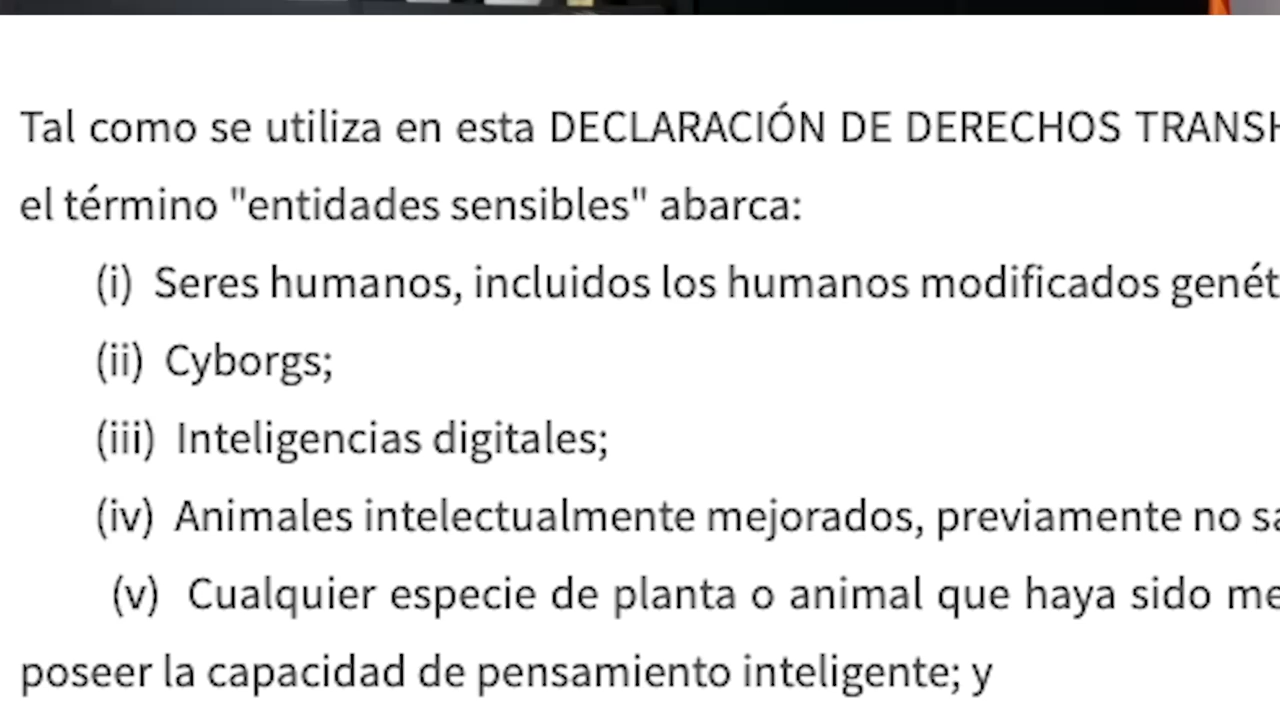 Tal como se utiliza en esta DECLARACIÓN DE DERECHOS
el término "entidades sensibles" abarca:
(i) Seres humanos, incluidos los humanos modificados
(ii) Cyborgs;
(iii) Inteligencias digitales;
(iv) Animales intelectualmente mejorados, previamente no
(v) Cualquier especie de planta o animal que haya sido
poseer la capacidad de pensamiento inteligente; y